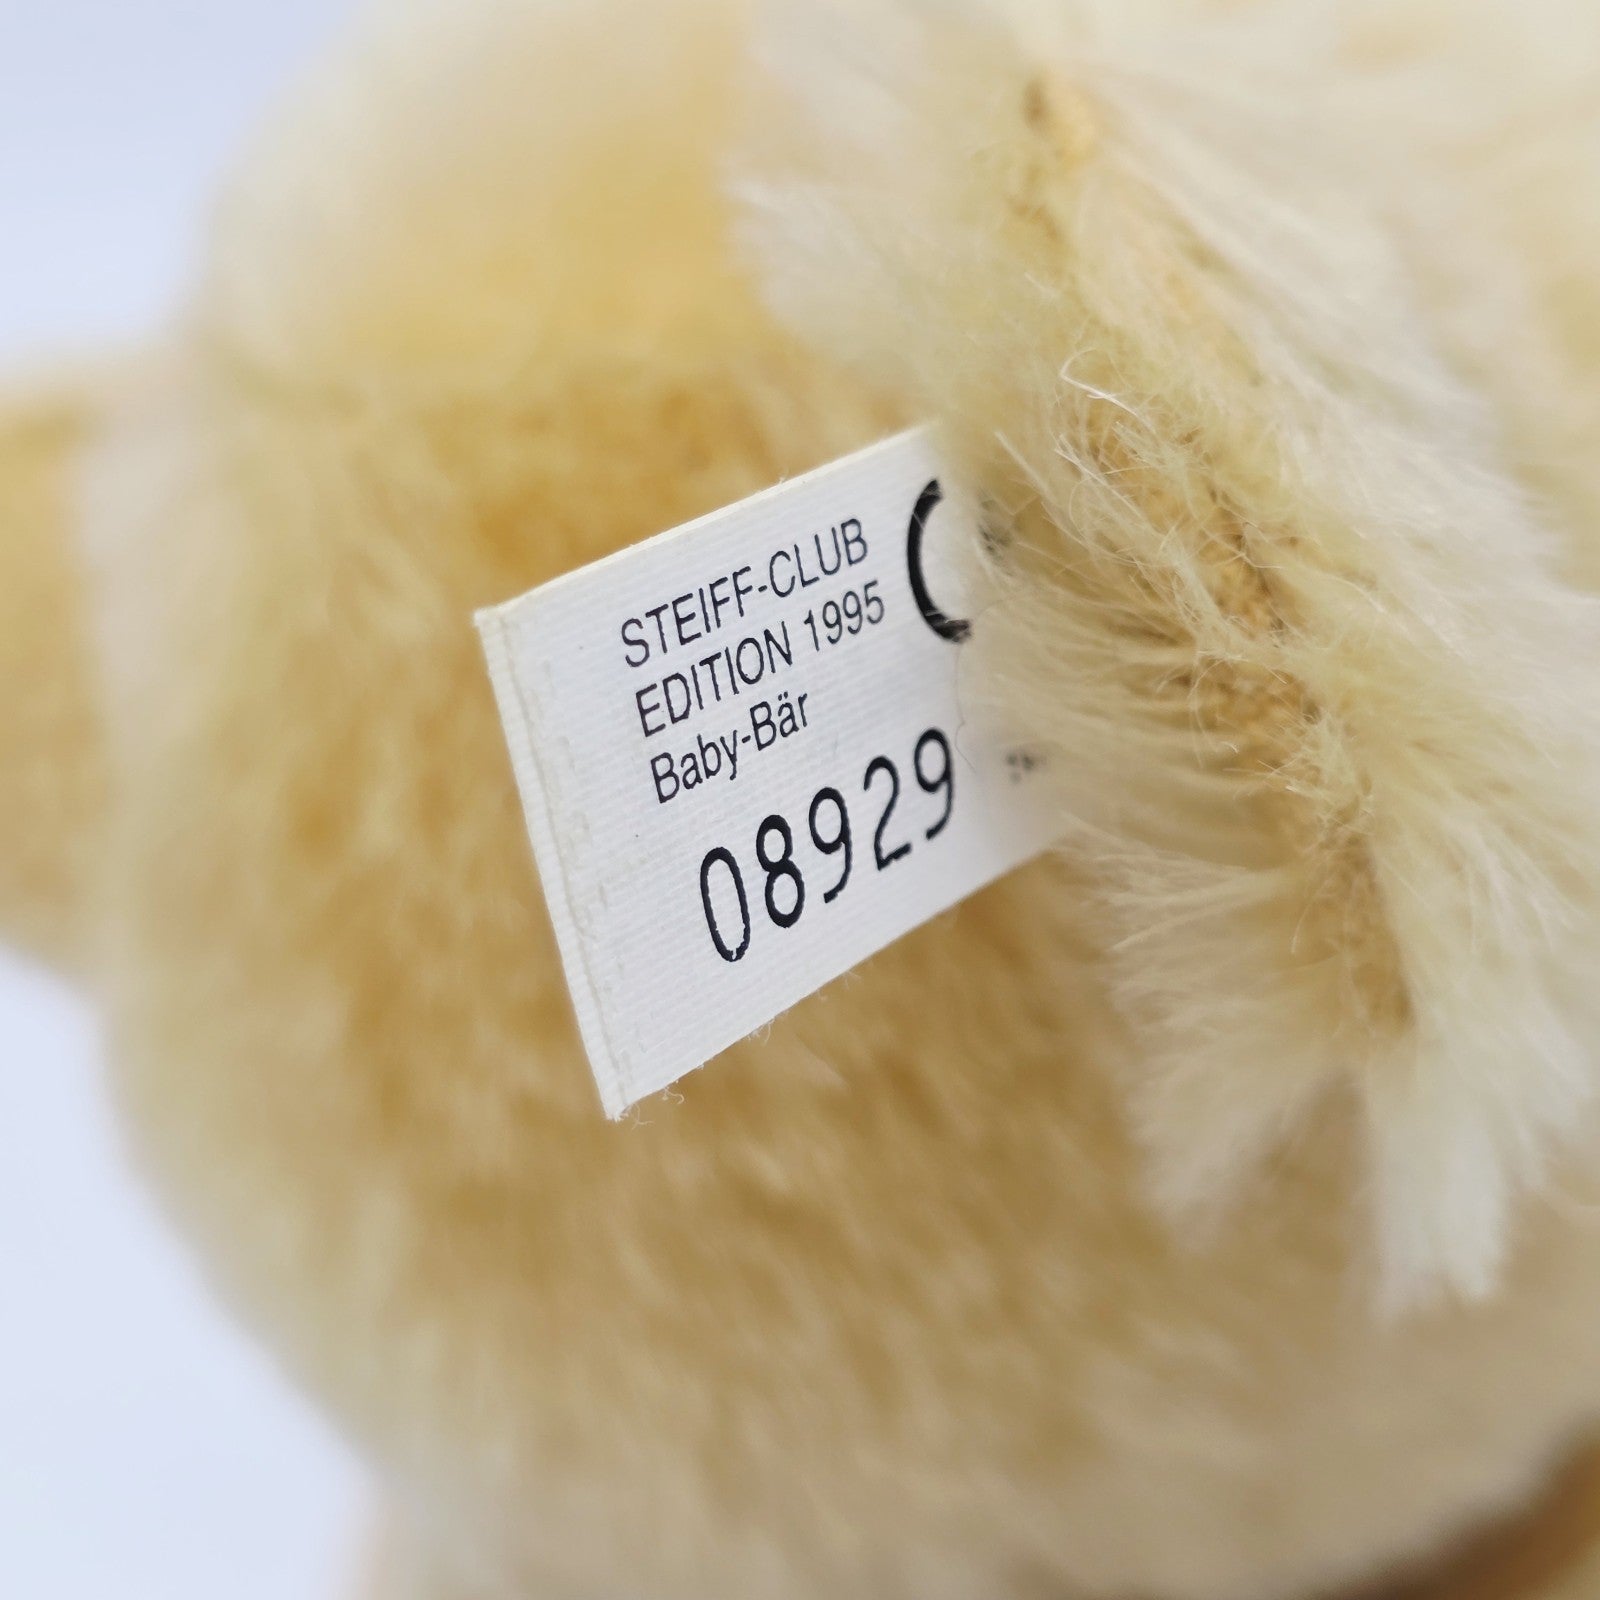 STEIFF-CLUB
EDITION 1995
Baby-Bär
08929